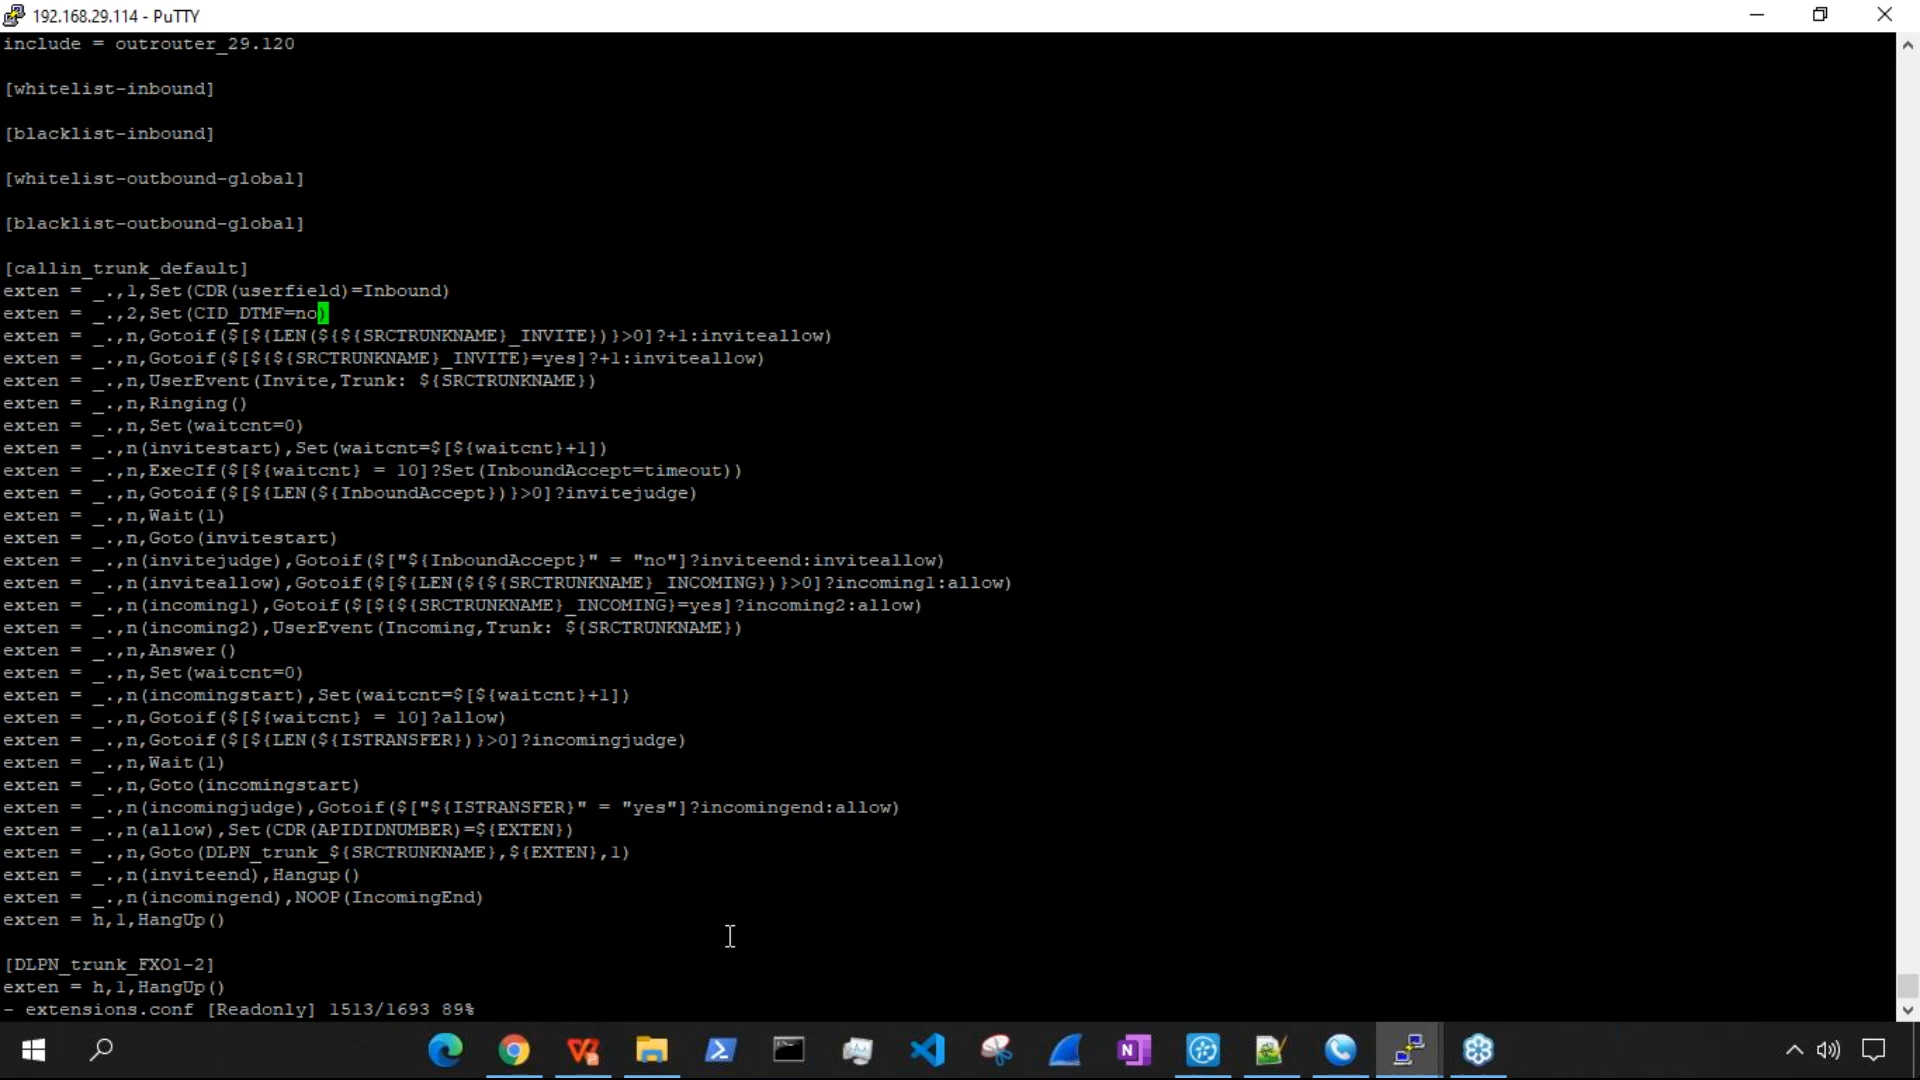 192.168.29.114 - PuTTY
include = outrouter_29.120
[whitelist-inbound]
[blacklist-inbound]
[whitelist-outbound-global]
[blacklist-outbound-global]
[callin_trunk_default]
exten = _.,1,Set(CDR(userfield)=Inbound)
exten = _.,2,Set(CID_DTMF=no)
exten = _.,n,Gotoif($[${LEN(${${SRCTRUNKNAME}_INVITE})}>0]?+1:inviteallow)
exten = _.,n,Gotoif($[${${SRCTRUNKNAME}_INVITE}=yes]?+1:inviteallow)
exten = _.,n,UserEvent(Invite,Trunk: ${SRCTRUNKNAME})
exten = _.,n,Ringing()
exten = _.,n,Set(waitcnt=0)
exten = _.,n(invitestart),Set(waitcnt=$[${waitcnt}+1])
exten = _.,n,ExecIf($[${waitcnt} = 10]?Set(InboundAccept=timeout))
exten = _.,n,Gotoif($[${LEN(${InboundAccept})}>0]?invitejudge)
exten = _.,n,Wait(1)
exten = _.,n,Goto(invitestart)
exten = _.,n(invitejudge),Gotoif($["${InboundAccept}" = "no"]?inviteend:inviteallow)
exten = _.,n(inviteallow),Gotoif($[${LEN(${${SRCTRUNKNAME}_INCOMING})}>0]?incoming1:allow)
exten = _.,n(incoming1),Gotoif($[${${SRCTRUNKNAME}_INCOMING}=yes]?incoming2:allow)
exten = _.,n(incoming2),UserEvent(Incoming,Trunk: ${SRCTRUNKNAME})
exten = _.,n,Answer()
exten = _.,n,Set(waitcnt=0)
exten = _.,n(incomingstart),Set(waitcnt=$[${waitcnt}+1])
exten = _.,n,Gotoif($[${waitcnt} = 10]?allow)
exten = _.,n,Gotoif($[${LEN(${ISTRANSFER})}>0]?incomingjudge)
exten = _.,n,Wait(1)
exten = _.,n,Goto(incomingstart)
exten = _.,n(incomingjudge),Gotoif($["${ISTRANSFER}" = "yes"]?incomingend:allow)
exten = _.,n(allow),Set(CDR(APIDIDNUMBER)=${EXTEN})
exten = _.,n,Goto(DLPN_trunk_${SRCTRUNKNAME},${EXTEN},1)
exten = _.,n(inviteend),Hangup()
exten = _.,n(incomingend),NOOP(IncomingEnd)
exten = h,1,HangUp()
[DLPN_trunk_FXO1-2]
exten = h,1,HangUp()
- extensions.conf [Readonly] 1513/1693 89%